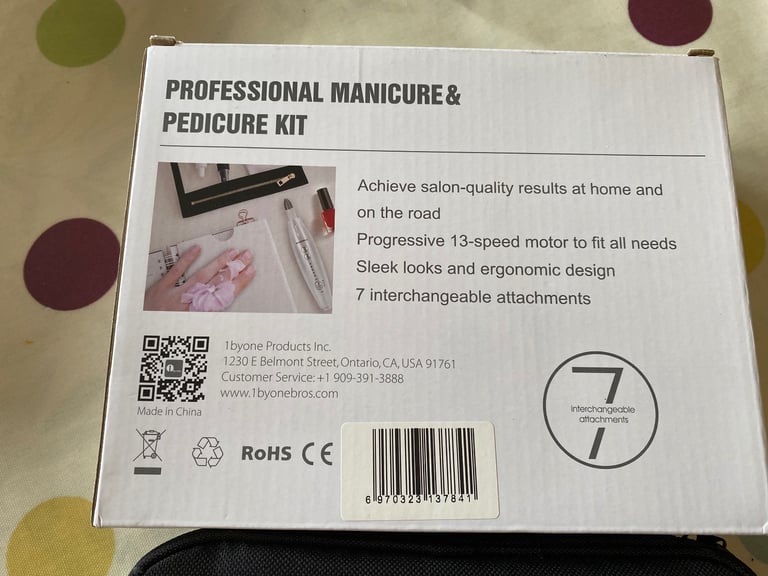 PROFESSIONAL MANICURE &
PEDICURE KIT
Achieve salon-quality results at home and
on the road
Progressive 13-speed motor to fit all needs
Sleek looks and ergonomic design
7 interchangeable attachments
1byone Products Inc.
1230 E Belmont Street, Ontario, CA, USA 91761
Customer Service: +1 909-391-3888
www.1byonebros.com
Made in China
RoHS CE
6 970323 137841
7
interchangeable
attachments